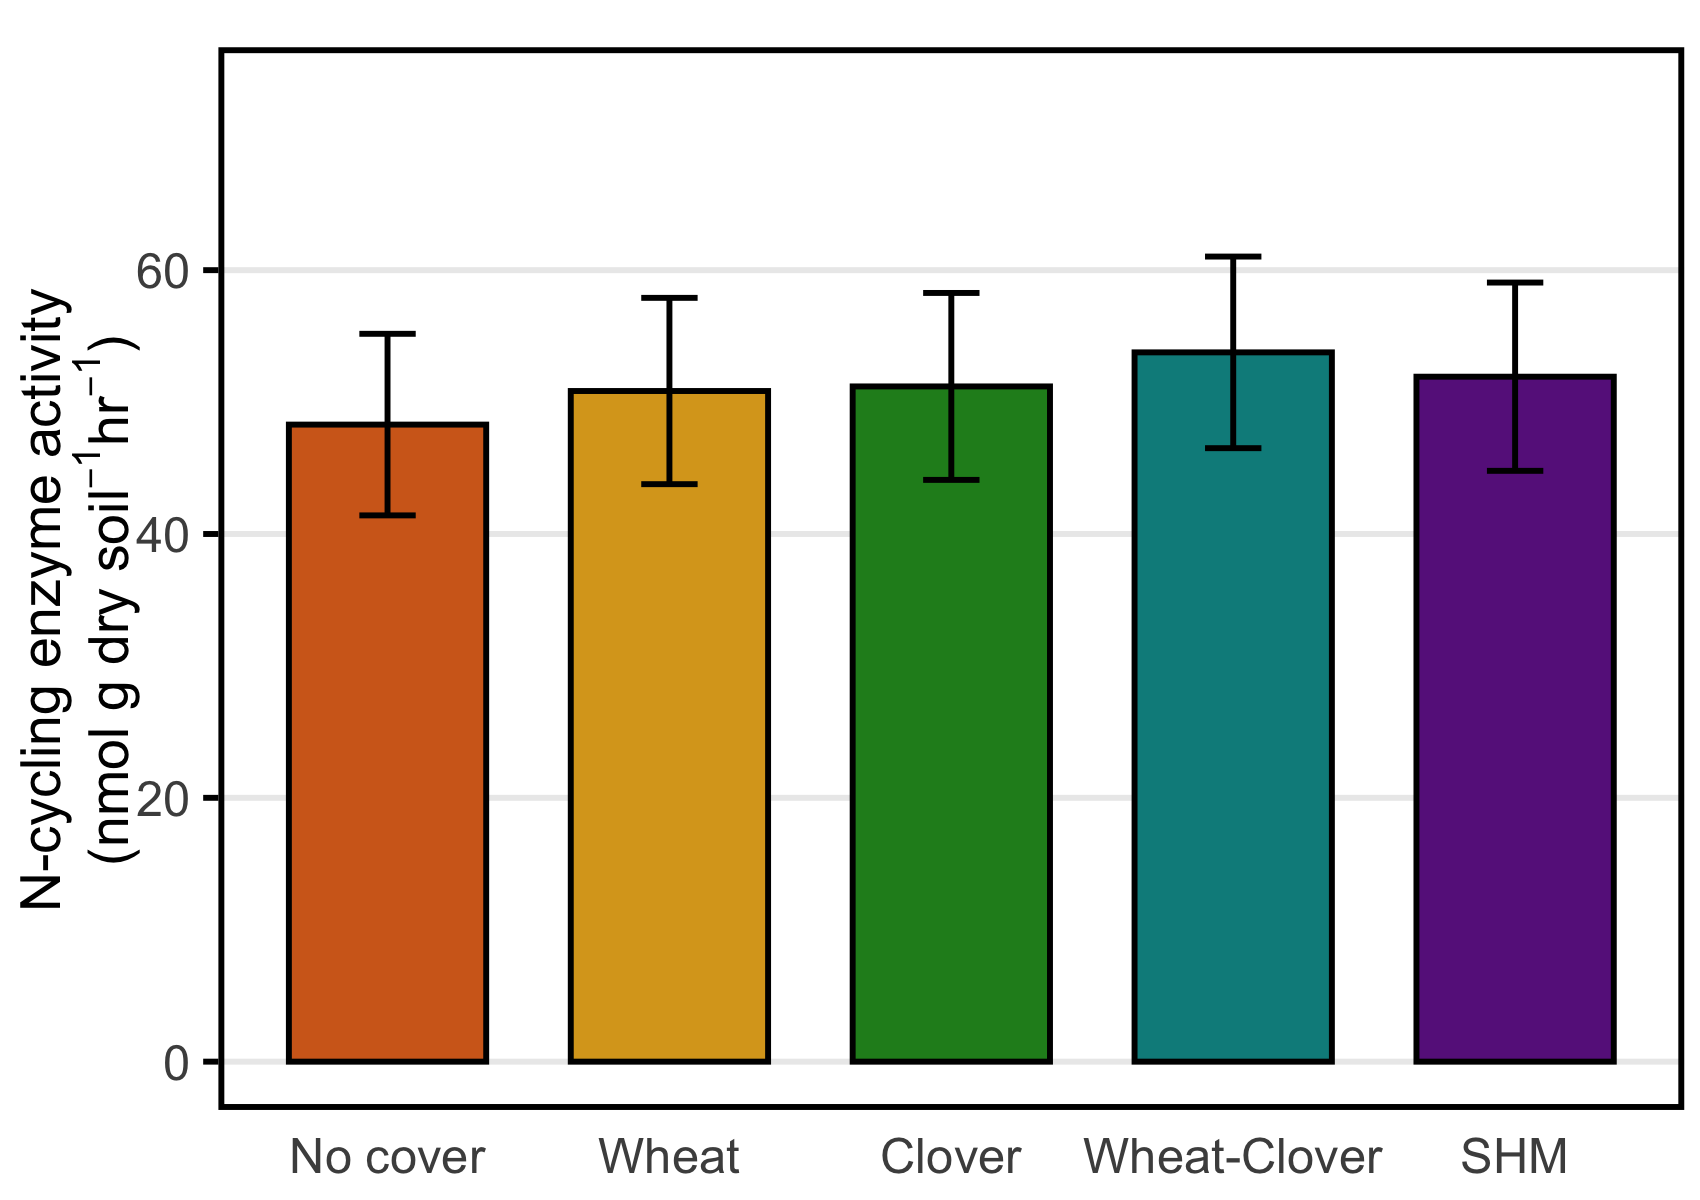 N-cycling enzyme activity
(nmol g dry soil⁻¹hr⁻¹)
60
40
20
0
No cover
Wheat
Clover
Wheat-Clover
SHM